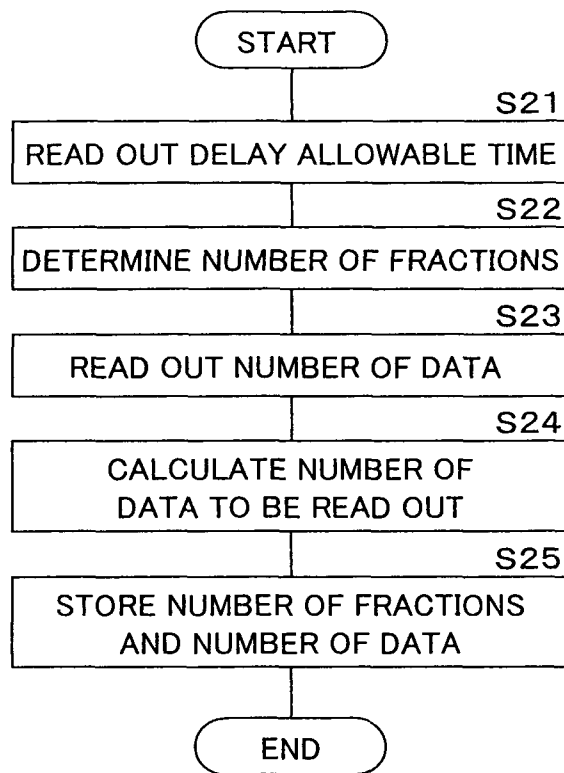 START
S21
READ OUT DELAY ALLOWABLE TIME
S22
DETERMINE NUMBER OF FRACTIONS
S23
READ OUT NUMBER OF DATA
S24
CALCULATE NUMBER OF
DATA TO BE READ OUT
S25
STORE NUMBER OF FRACTIONS
AND NUMBER OF DATA
END